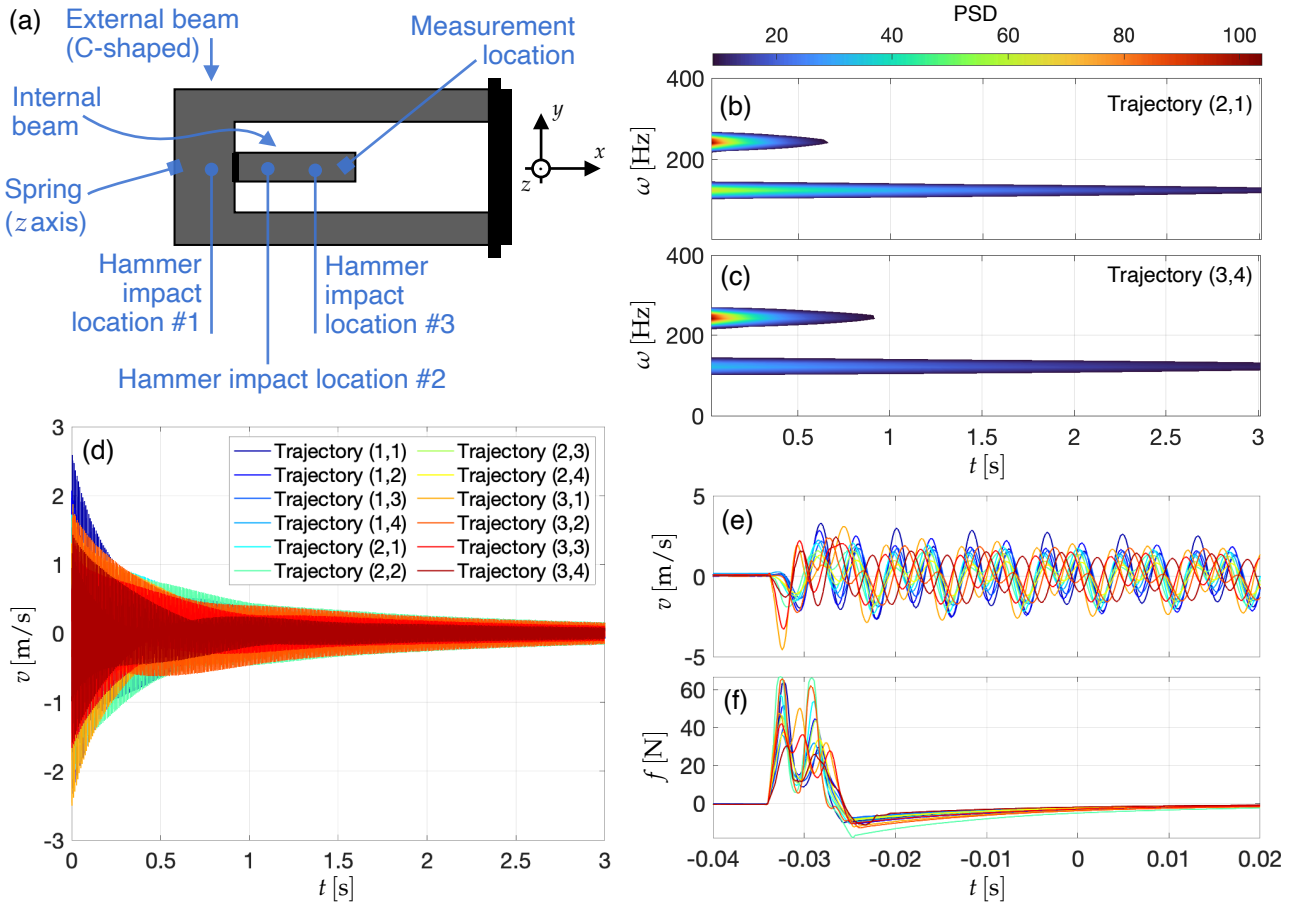 (a)
External beam
(C-shaped)
Measurement
location
Internal
beam
y
x
z
Spring
(z axis)
Hammer
impact
location #1
Hammer
impact
location #3
Hammer impact location #2
PSD
20 40 60 80 100
400
200
ω [Hz]
(b)
Trajectory (2,1)
400
200
0
ω [Hz]
(c)
Trajectory (3,4)
0.5 1 1.5 2 2.5 3
t [s]
3
2
1
0
-1
-2
-3
v [m/s]
(d)
Trajectory (1,1) Trajectory (2,3)
Trajectory (1,2) Trajectory (2,4)
Trajectory (1,3) Trajectory (3,1)
Trajectory (1,4) Trajectory (3,2)
Trajectory (2,1) Trajectory (3,3)
Trajectory (2,2) Trajectory (3,4)
0 0.5 1 1.5 2 2.5 3
t [s]
5
0
-5
v [m/s]
(e)
60
40
20
0
f [N]
(f)
-0.04 -0.03 -0.02 -0.01 0 0.01 0.02
t [s]